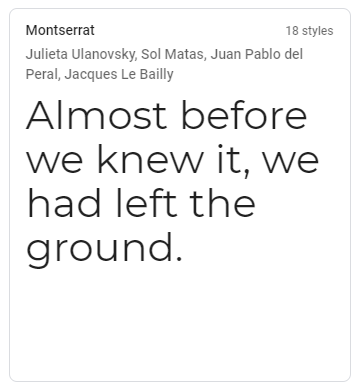 Montserrat
18 styles
Julieta Ulanovsky, Sol Matas, Juan Pablo del
Peral, Jacques Le Bailly
Almost before
we knew it, we
had left the
ground.